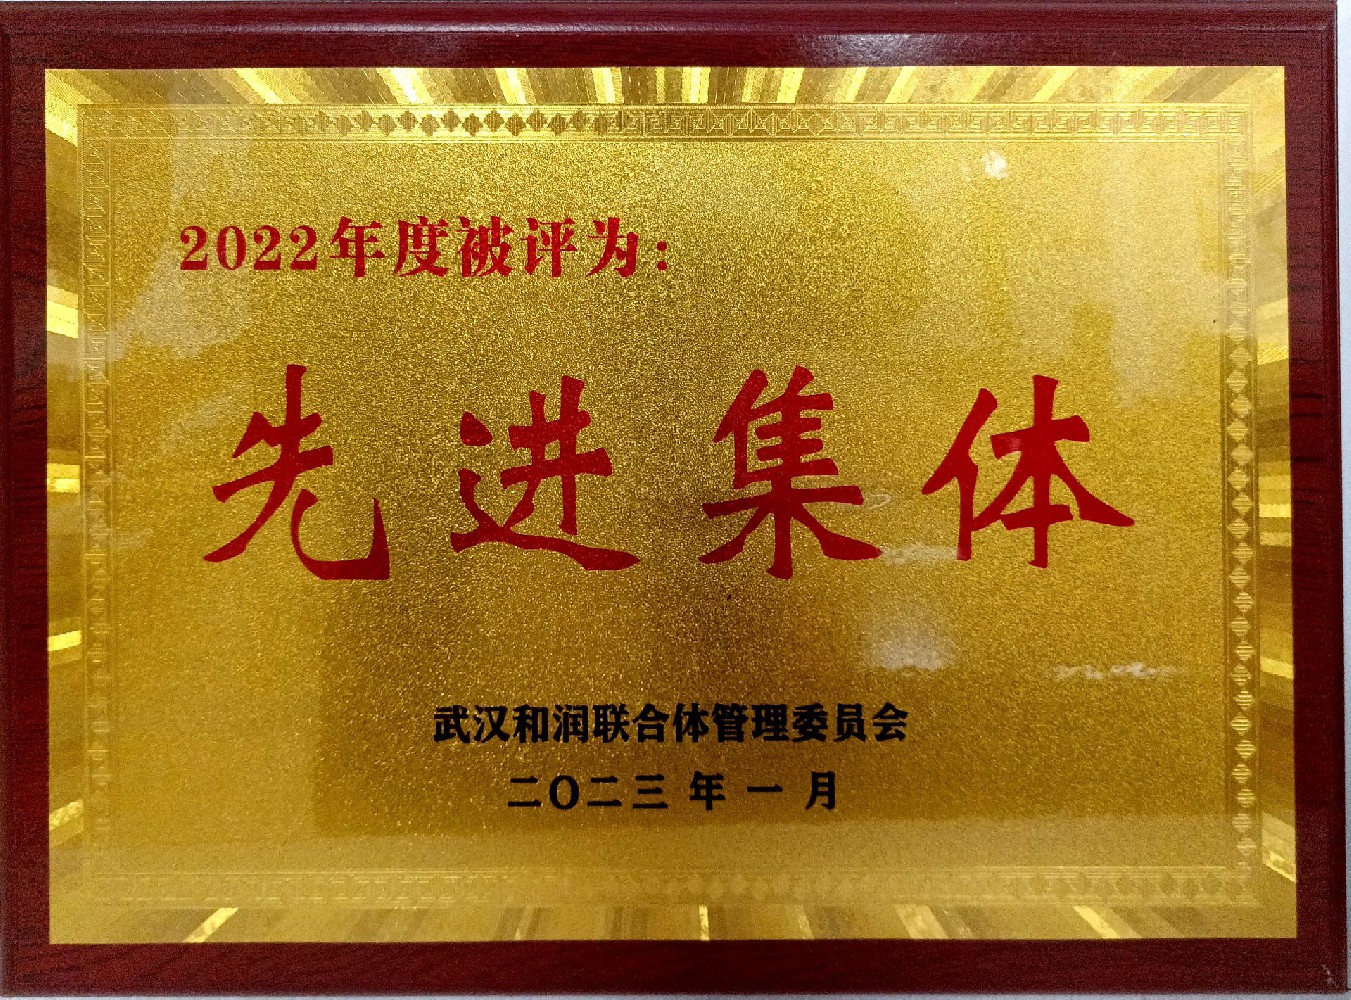 2022年度被评为:
先进集体
武汉和润联合体管理委员会
二〇二三年一月